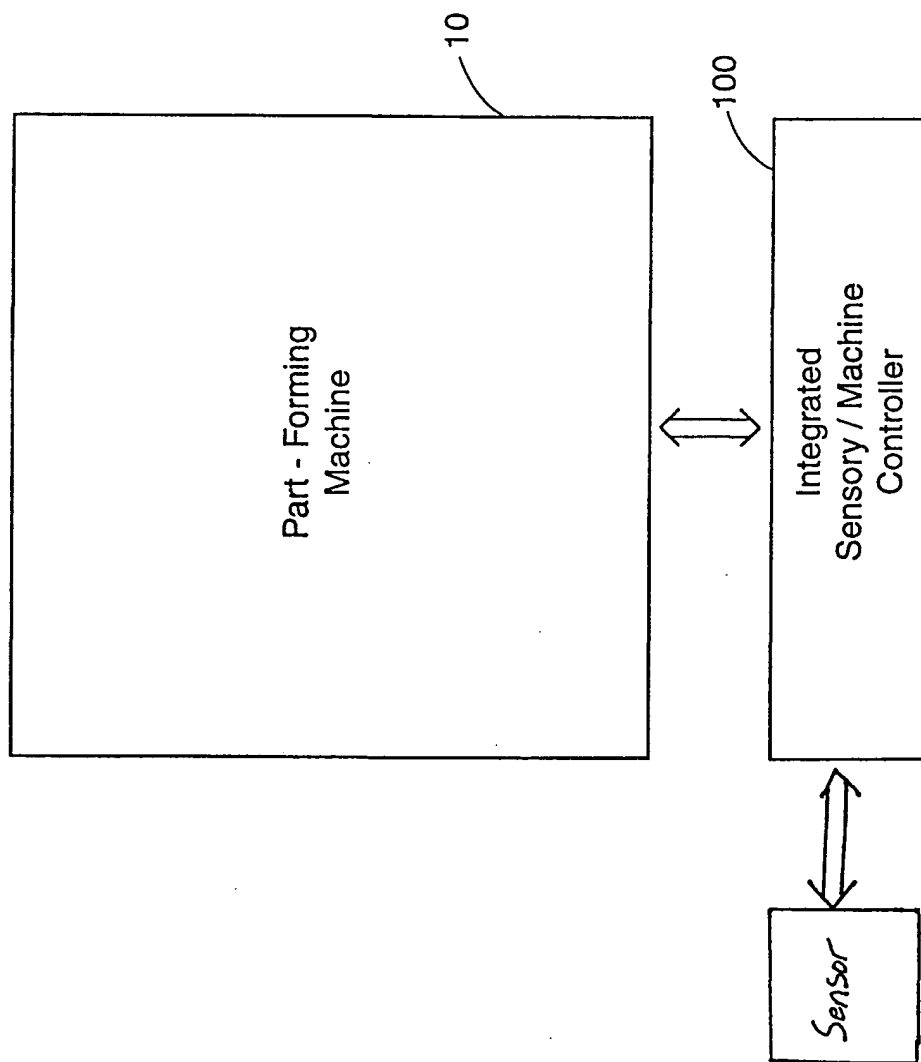 10
Part - Forming
Machine
100
Integrated
Sensory / Machine
Controller
Sensor